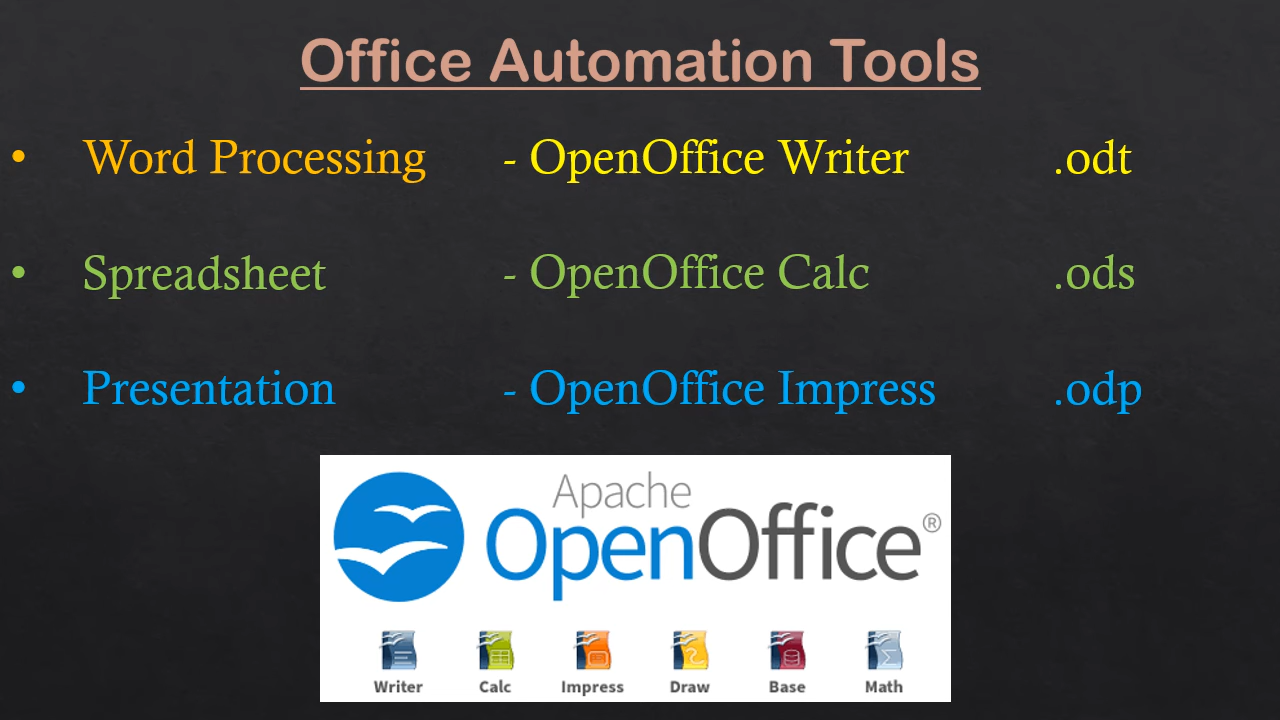 Office Automation Tools
• Word Processing - OpenOffice Writer .odt
• Spreadsheet - OpenOffice Calc .ods
• Presentation - OpenOffice Impress .odp
Apache
OpenOffice®
Writer Calc Impress Draw Base Math